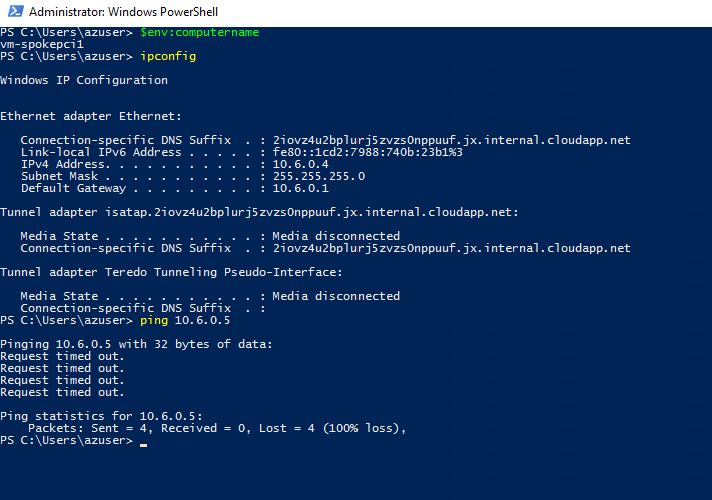 Administrator: Windows PowerShell
PS C:\Users\azuser> $env:computername
vm-spokepci1
PS C:\Users\azuser> ipconfig
Windows IP Configuration
Ethernet adapter Ethernet:
Connection-specific DNS Suffix  . : 2iovz4u2bplurj5zvzs0nppuuf.jx.internal.cloudapp.net
Link-local IPv6 Address . . . . . : fe80::1cd2:7988:740b:23b1%3
IPv4 Address. . . . . . . . . . . : 10.6.0.4
Subnet Mask . . . . . . . . . . . : 255.255.255.0
Default Gateway . . . . . . . . . : 10.6.0.1
Tunnel adapter isatap.2iovz4u2bplurj5zvzs0nppuuf.jx.internal.cloudapp.net:
Media State . . . . . . . . . . . : Media disconnected
Connection-specific DNS Suffix  . : 2iovz4u2bplurj5zvzs0nppuuf.jx.internal.cloudapp.net
Tunnel adapter Teredo Tunneling Pseudo-Interface:
Media State . . . . . . . . . . . : Media disconnected
Connection-specific DNS Suffix  . :
PS C:\Users\azuser> ping 10.6.0.5
Pinging 10.6.0.5 with 32 bytes of data:
Request timed out.
Request timed out.
Request timed out.
Request timed out.
Ping statistics for 10.6.0.5:
Packets: Sent = 4, Received = 0, Lost = 4 (100% loss),
PS C:\Users\azuser> _